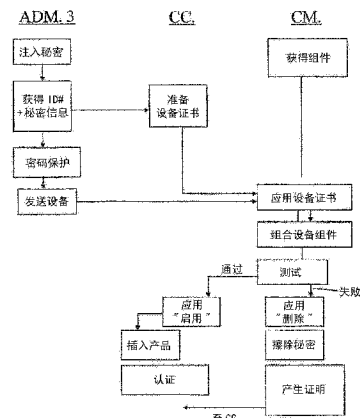 ADM. 3
CC.
CM.
注入秘密
获得组件
获得 ID#
+秘密信息
准备
设备证书
密码保护
发送设备
应用设备证书
组合设备组件
通过
测试
失败
应用
"启用"
应用
"删除"
插入产品
擦除秘密
认证
产生证明